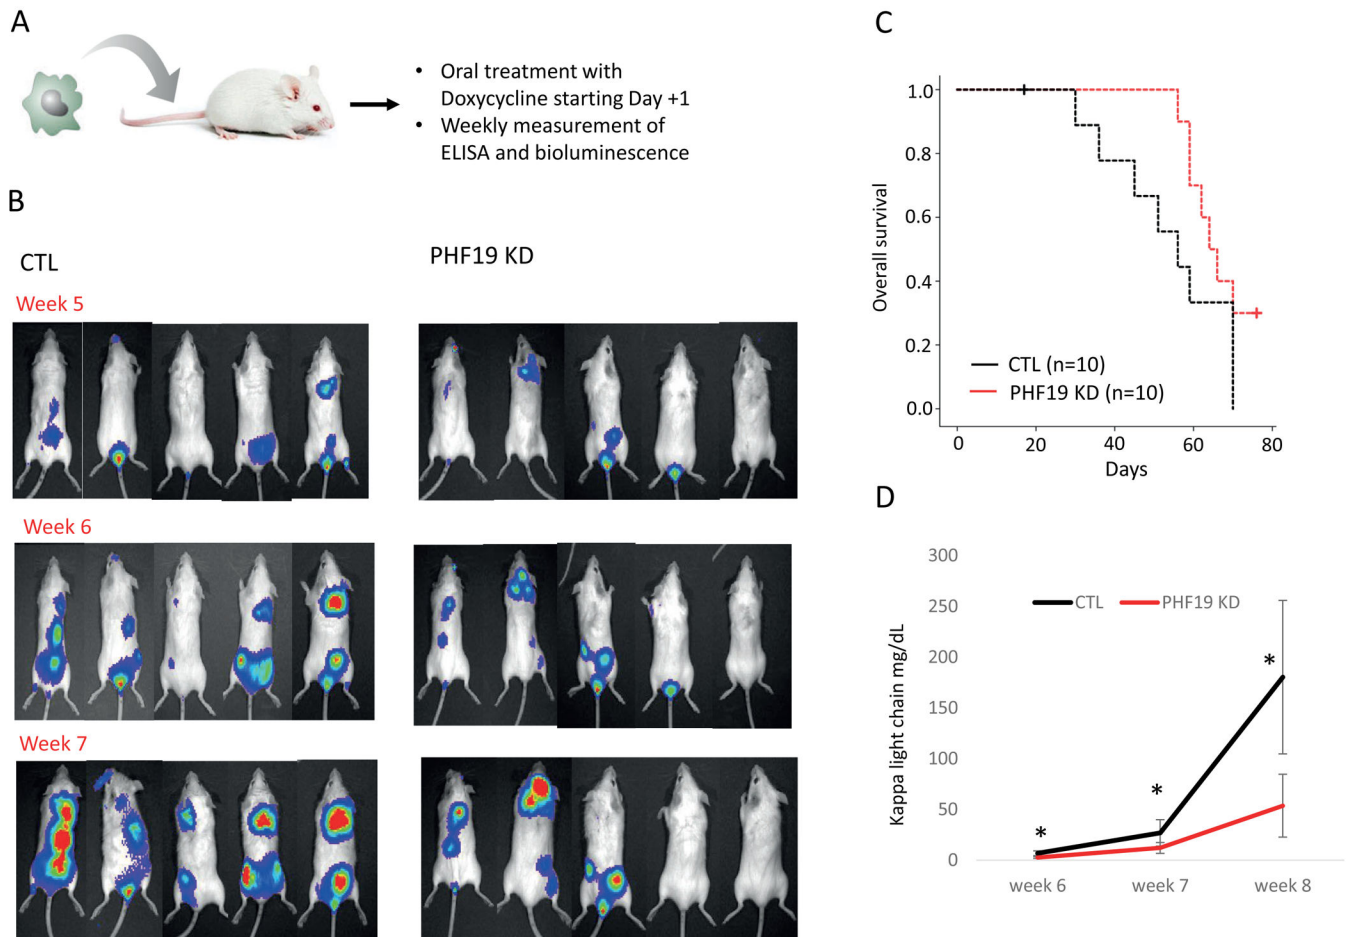 A
• Oral treatment with
Doxycycline starting Day +1
• Weekly measurement of
ELISA and bioluminescence
B
CTL
PHF19 KD
Week 5
Week 6
Week 7
C
Overall survival
1.0
0.8
0.6
0.4
0.2
0.0
CTL (n=10)
PHF19 KD (n=10)
0 20 40 60 80
Days
D
Kappa light chain mg/dL
300
250
200
150
100
50
0
CTL PHF19 KD
*
*
*
week 6 week 7 week 8